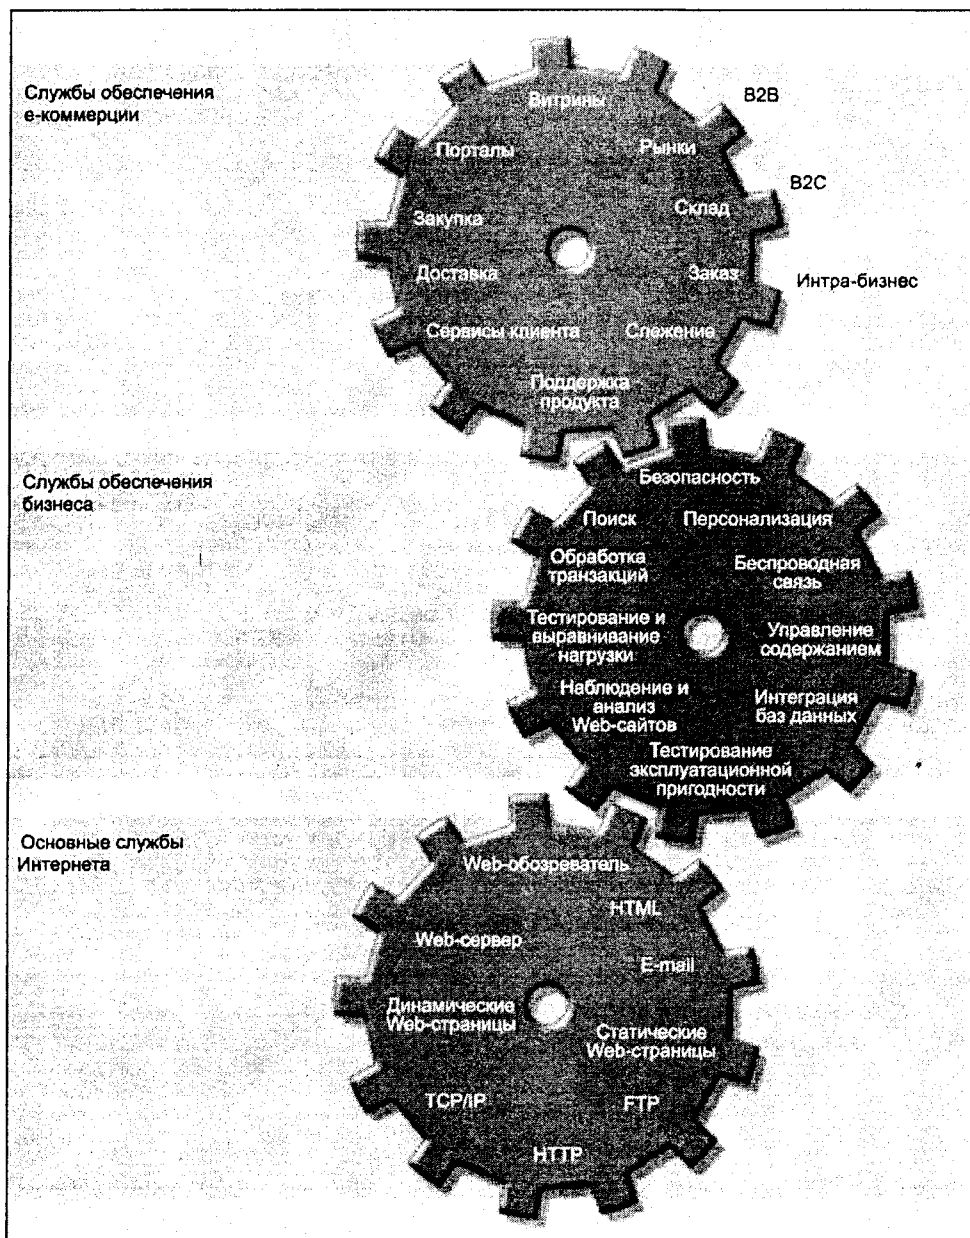 Службы обеспечения
е-коммерции
Витрины
B2B
Порталы
Рынки
B2C
Закупка
Склад
Доставка
Заказ
Интра-бизнес
Сервисы клиента
Слежение
Поддержка
продукта
Службы обеспечения
бизнеса
Безопасность
Поиск
Персонализация
Обработка
транзакций
Беспроводная
связь
Тестирование и
выравнивание
нагрузки
Управление
содержанием
Наблюдение и
анализ
Web-сайтов
Интеграция
баз данных
Тестирование
эксплуатационной
пригодности
Основные службы
Интернета
Web-обозреватель
HTML
Web-сервер
E-mail
Динамические
Web-страницы
Статические
Web-страницы
TCP/IP
FTP
HTTP